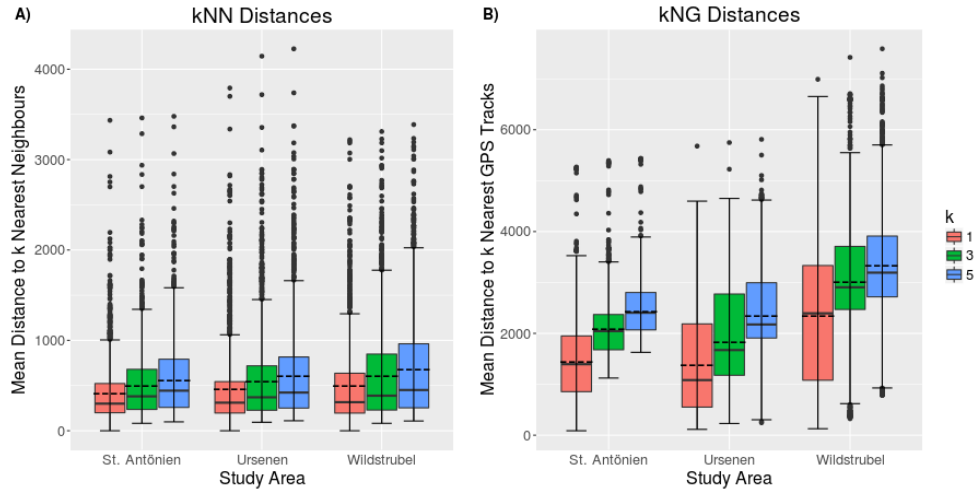 A)
kNN Distances
Mean Distance to k Nearest Neighbours
4000
3000
2000
1000
0
St. Antönien
Ursenen
Wildstrubel
Study Area
B)
kNG Distances
Mean Distance to k Nearest GPS Tracks
6000
4000
2000
0
St. Antönien
Ursenen
Wildstrubel
Study Area
k
1
3
5